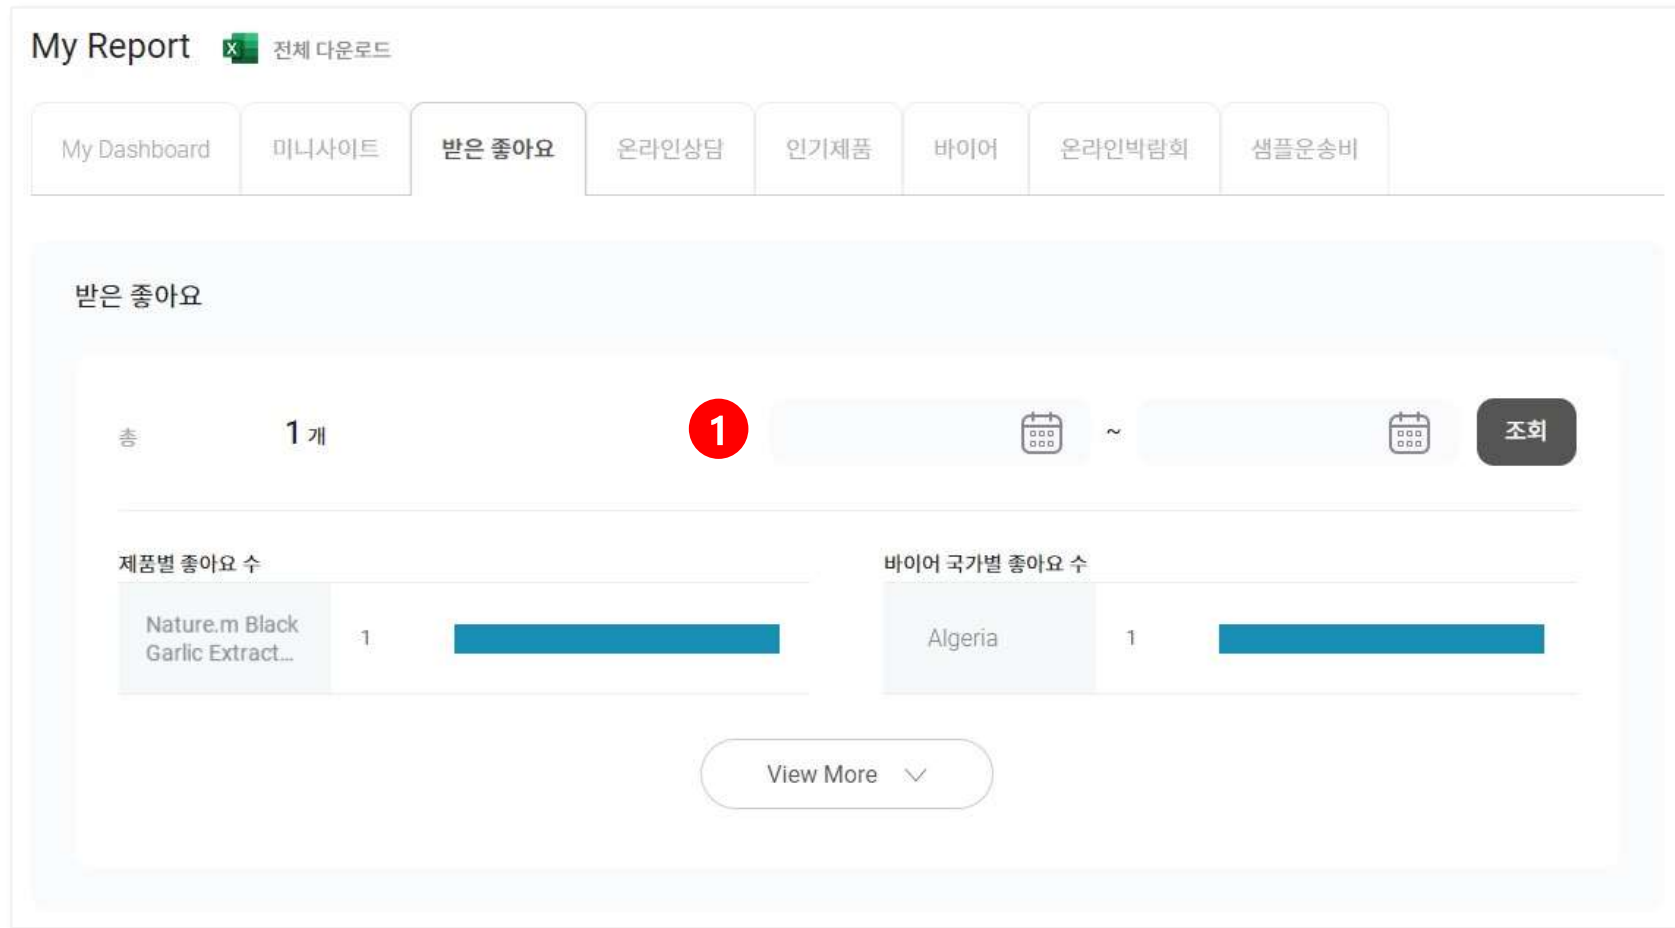 My Report 전체 다운로드
My Dashboard 미니사이트 받은 좋아요 온라인상담 인기제품 바이어 온라인박람회 샘플운송비
받은 좋아요
총 1 개 1 ~ 조회
제품별 좋아요 수 바이어 국가별 좋아요 수
Nature.m Black
Garlic Extract... 1 Algeria 1
View More